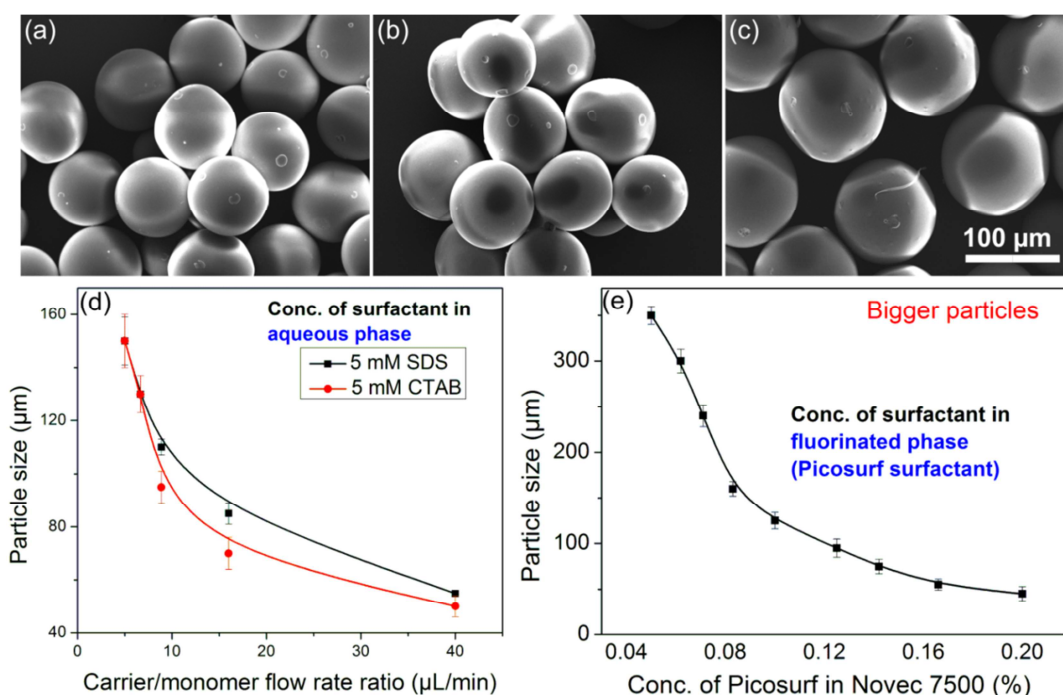 (a)
(b)
(c)
100 µm
(d)
Conc. of surfactant in
aqueous phase
5 mM SDS
5 mM CTAB
160
120
80
40
Particle size (µm)
0
10
20
30
40
Carrier/monomer flow rate ratio (µL/min)
(e)
Bigger particles
Conc. of surfactant in
fluorinated phase
(Picosurf surfactant)
300
200
100
0
Particle size (µm)
0.04
0.08
0.12
0.16
0.20
Conc. of Picosurf in Novec 7500 (%)